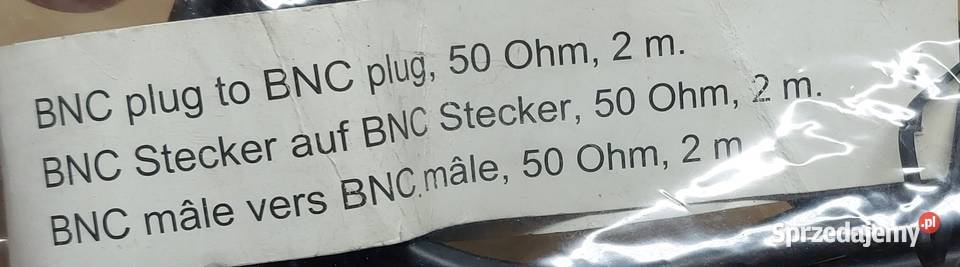 BNC plug to BNC plug, 50 Ohm, 2 m.
BNC Stecker auf BNC Stecker, 50 Ohm, 2 m.
BNC mâle vers BNC mâle, 50 Ohm, 2 m
Sprzedajemy.pl